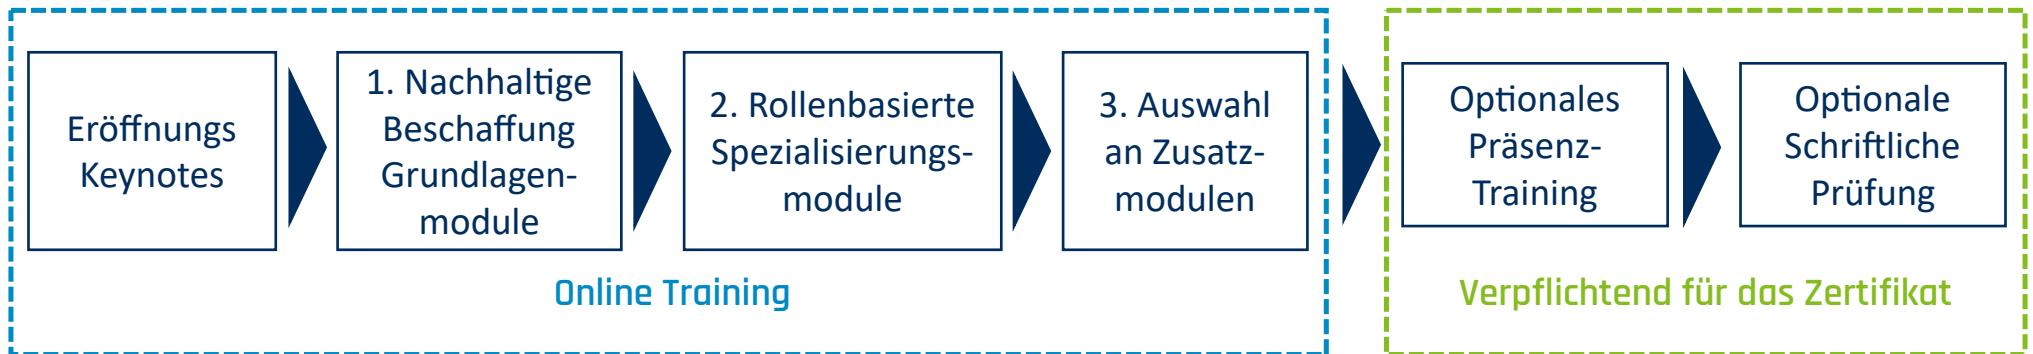 Eröffnungs
Keynotes
1. Nachhaltige
Beschaffung
Grundlagen-
module
2. Rollenbasierte
Spezialisierungs-
module
3. Auswahl
an Zusatz-
modulen
Online Training
Optionales
Präsenz-
Training
Optionale
Schriftliche
Prüfung
Verpflichtend für das Zertifikat